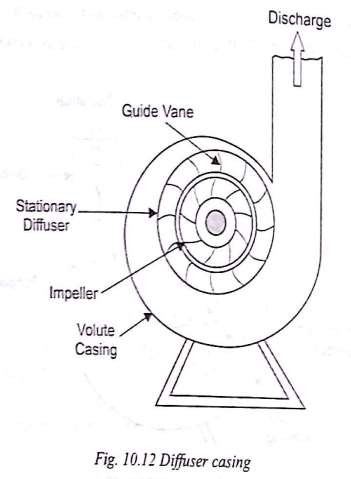 Discharge
Guide Vane
Stationary
Diffuser
Impeller
Volute
Casing
Fig. 10.12 Diffuser casing